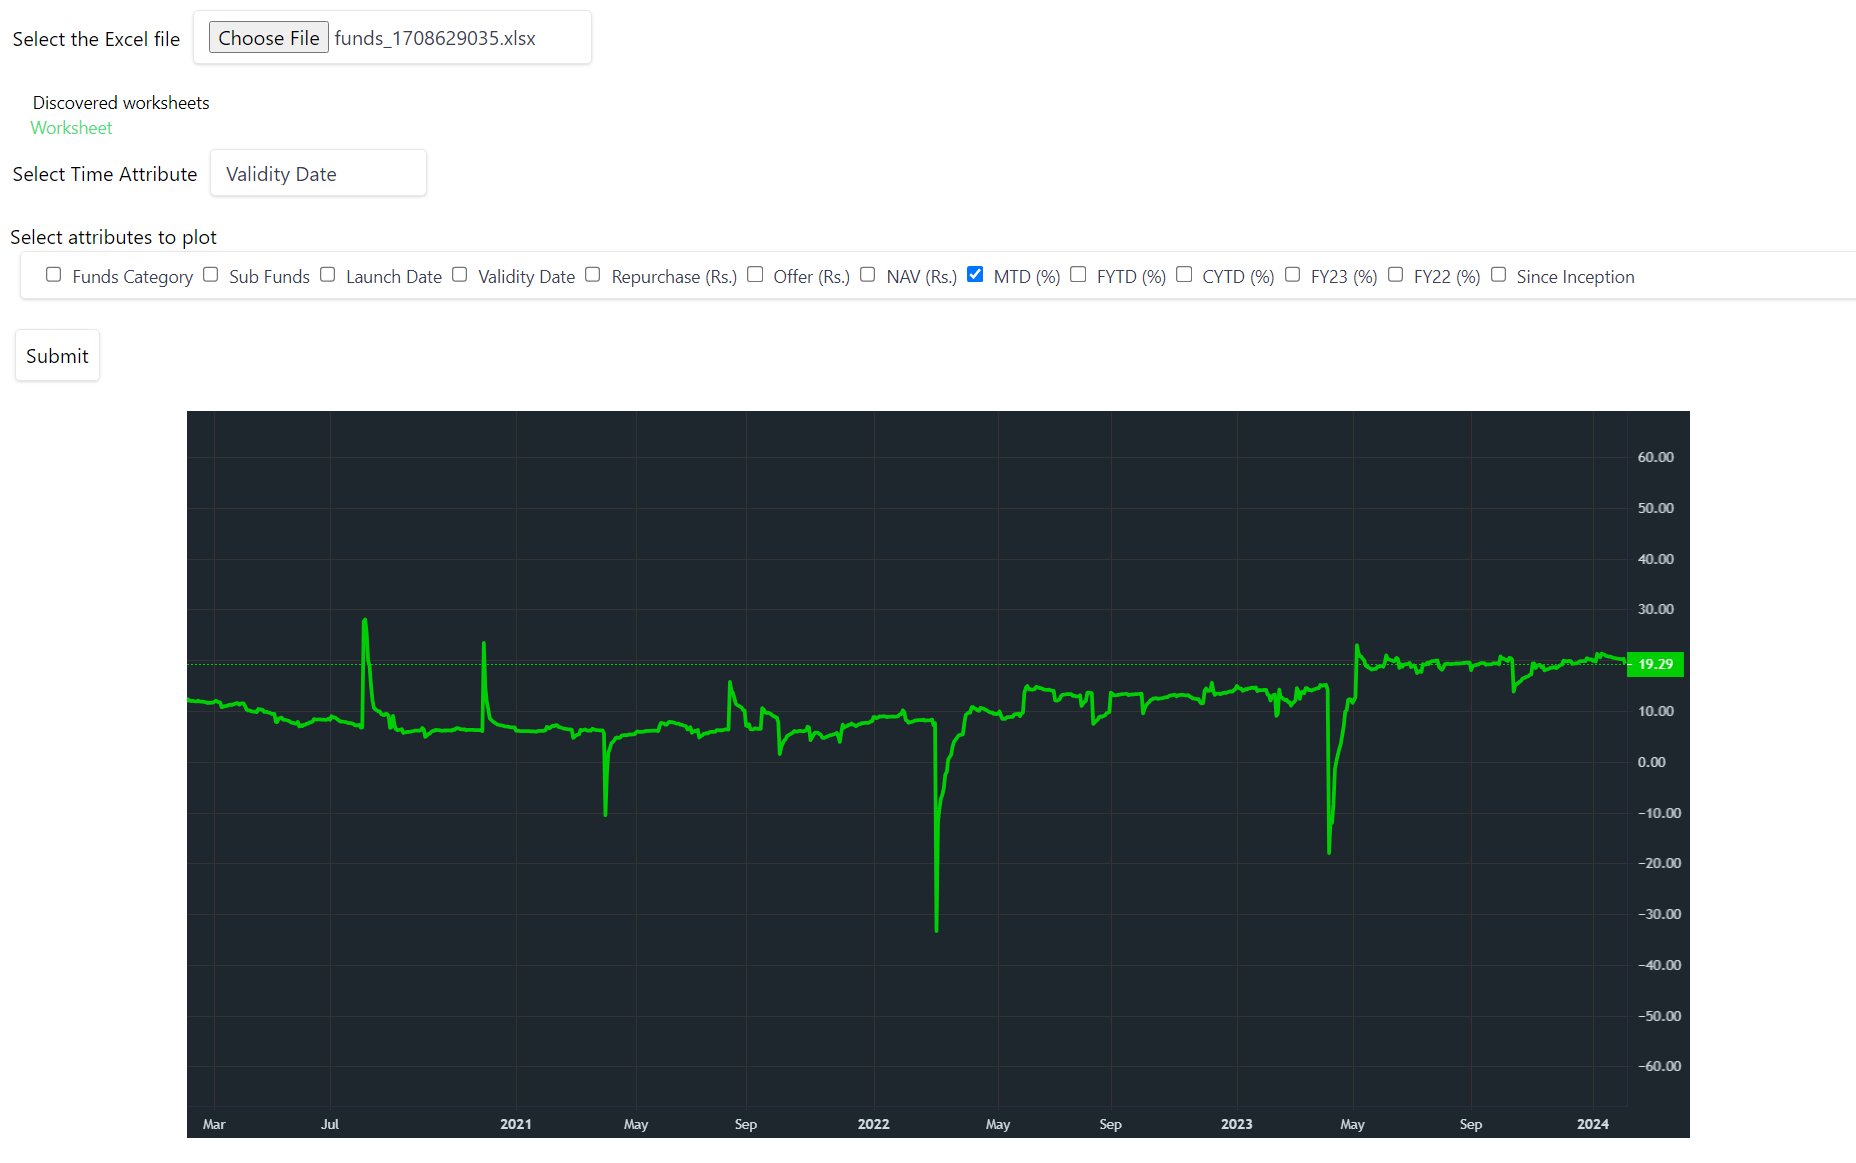 Select the Excel file Choose File funds_1708629035.xlsx
Discovered worksheets
Worksheet
Select Time Attribute Validity Date
Select attributes to plot
Funds Category Sub Funds Launch Date Validity Date Repurchase (Rs.) Offer (Rs.) NAV (Rs.) MTD (%) FYTD (%) CYTD (%) FY23 (%) FY22 (%) Since Inception
Submit
60.00
50.00
40.00
30.00
19.29
10.00
0.00
−10.00
−20.00
−30.00
−40.00
−50.00
−60.00
Mar Jul 2021 May Sep 2022 May Sep 2023 May Sep 2024